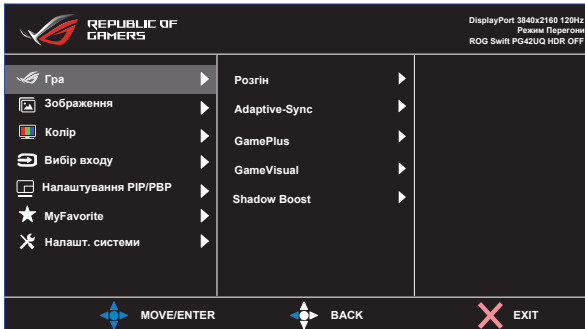 REPUBLIC OF
GAMERS
DisplayPort 3840x2160 120Hz
Режим Перегони
ROG Swift PG42UQ HDR OFF
Гра
Зображення
Колір
Вибір входу
Налаштування PIP/PBP
MyFavorite
Налашт. системи
Розгін
Adaptive-Sync
GamePlus
GameVisual
Shadow Boost
MOVE/ENTER
BACK
EXIT